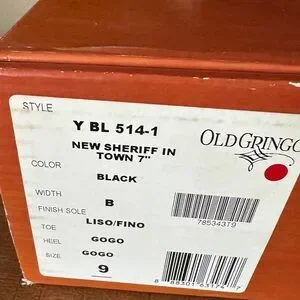 STYLE Y BL 514-1
NEW SHERIFF IN
TOWN 7"
OLD GRINGO
COLOR BLACK
WIDTH B
FINISH SOLE LISO/FINO
TOE GOGO
HEEL GOGO
SIZE 9
78534319